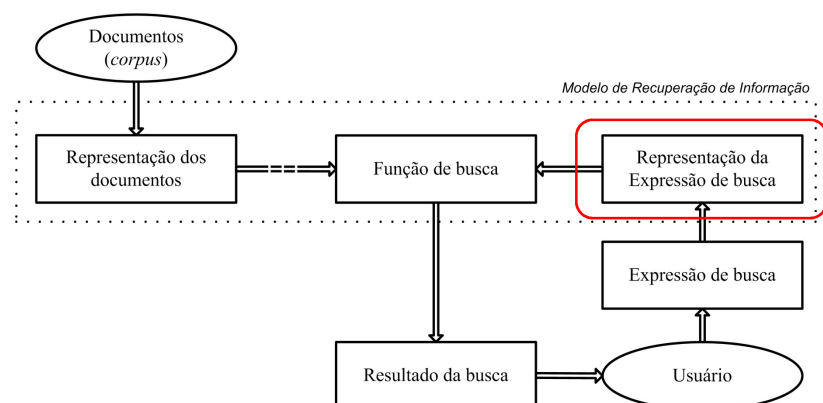 Documentos
(corpus)
Modelo de Recuperação de Informação
Representação dos
documentos
Função de busca
Representação da
Expressão de busca
Expressão de busca
Resultado da busca
Usuário